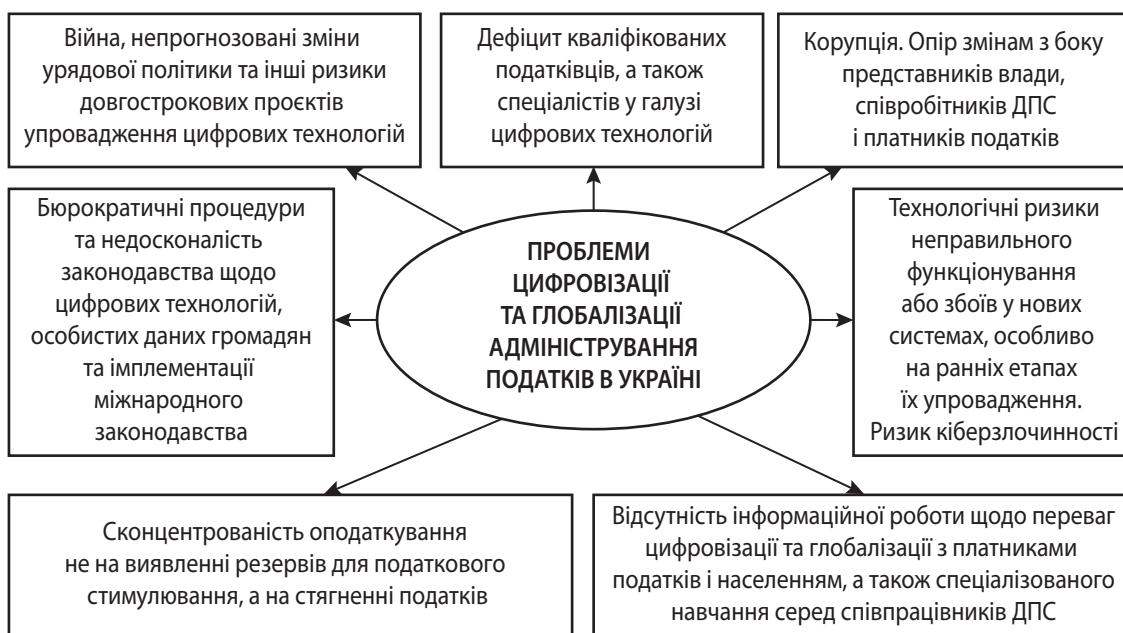 Війна, непрогнозовані зміни
урядової політики та інші ризики
довгострокових проєктів
упровадження цифрових технологій
Дефіцит кваліфікованих
податківців, а також
спеціалістів у галузі
цифрових технологій
Корупція. Опір змінам з боку
представників влади,
співробітників ДПС
і платників податків
Бюрократичні процедури
та недосконалість
законодавства щодо
цифрових технологій,
особистих даних громадян
та імплементації
міжнародного
законодавства
ПРОБЛЕМИ
ЦИФРОВІЗАЦІЇ
ТА ГЛОБАЛІЗАЦІЇ
АДМІНІСТРУВАННЯ
ПОДАТКІВ В УКРАЇНІ
Технологічні ризики
неправильного
функціонування
або збоїв у нових
системах, особливо
на ранніх етапах
їх упровадження.
Ризик кіберзлочинності
Сконцентрованість оподаткування
не на виявленні резервів для податкового
стимулювання, а на стягненні податків
Відсутність інформаційної роботи щодо переваг
цифровізації та глобалізації з платниками
податків і населенням, а також спеціалізованого
навчання серед співпрацівників ДПС